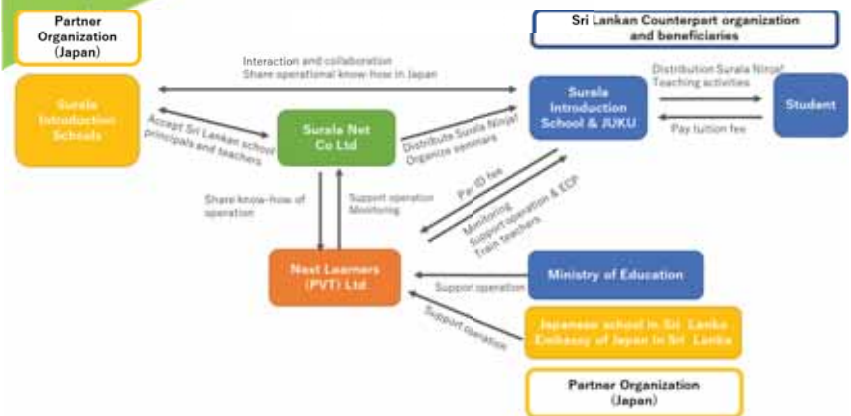 Partner
Organization
(Japan)
Sri Lankan Counterpart organization
and beneficiaries
Interaction and collaboration
Share operational know-how in Japan
Distribution Surala Ninja!
Teaching activities
Surala
Introduction
Schools
Surala
Introduction
School & JUKU
Student
Accept Sri Lankan school
principals and teachers
Surala Net
Co Ltd
Distribute Surala Ninja!
Organize seminars
Pay tuition fee
Share know-how of
operation
Support operation
Monitoring
Pay ID fee
Monitoring
Support operation & ECP
Train teachers
Next Learners
(PVT) Ltd
Ministry of Education
Support operation
Support operation
Japanese school in Sri Lanka
Embassy of Japan in Sri Lanka
Partner Organization
(Japan)